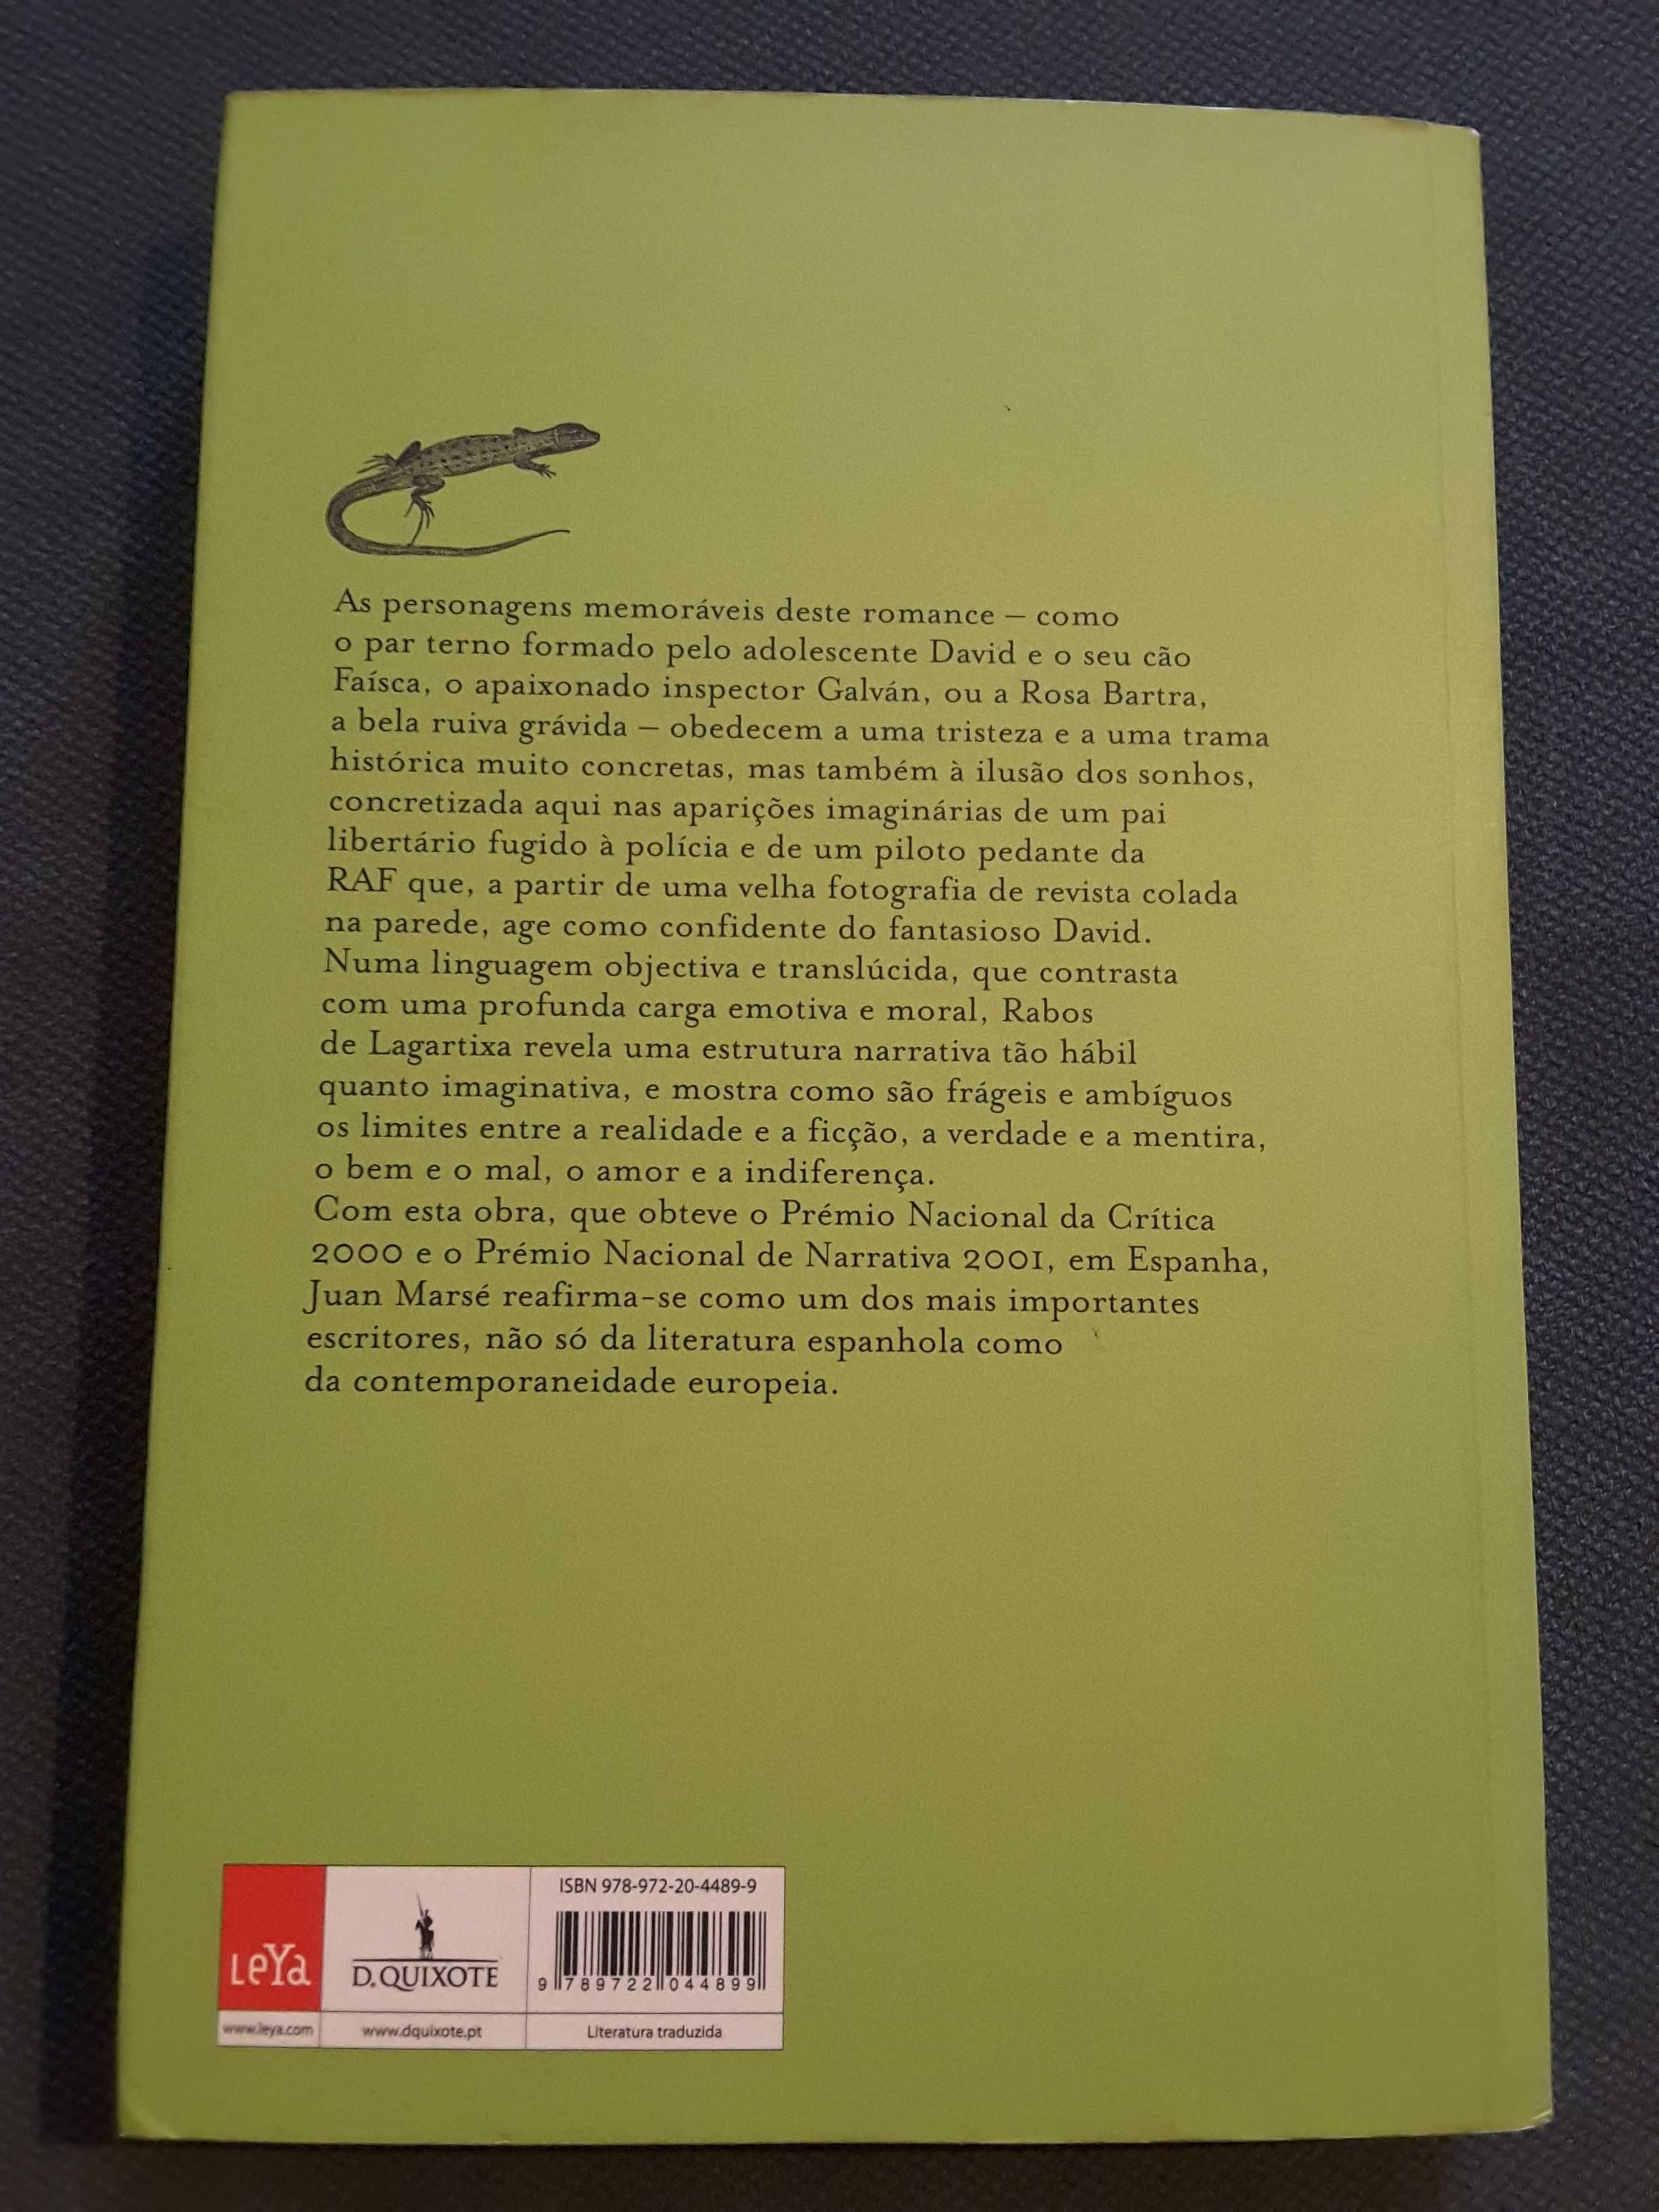 As personagens memoráveis deste romance – como
o par terno formado pelo adolescente David e o seu cão
Faísca, o apaixonado inspector Galván, ou a Rosa Bartra,
a bela ruiva grávida – obedecem a uma tristeza e a uma trama
histórica muito concretas, mas também à ilusão dos sonhos,
concretizada aqui nas aparições imaginárias de um pai
libertário fugido à polícia e de um piloto pedante da
RAF que, a partir de uma velha fotografia de revista colada
na parede, age como confidente do fantasioso David.
Numa linguagem objectiva e translúcida, que contrasta
com uma profunda carga emotiva e moral, Rabos
de Lagartixa revela uma estrutura narrativa tão hábil
quanto imaginativa, e mostra como são frágeis e ambíguos
os limites entre a realidade e a ficção, a verdade e a mentira,
o bem e o mal, o amor e a indiferença.
Com esta obra, que obteve o Prémio Nacional da Crítica
2000 e o Prémio Nacional de Narrativa 2001, em Espanha,
Juan Marsé reafirma-se como um dos mais importantes
escritores, não só da literatura espanhola como
da contemporaneidade europeia.
LeYa
www.leya.com
D.QUIXOTE
www.dquixote.pt
ISBN 978-972-20-4489-9
9 789722 044899
Literatura traduzida